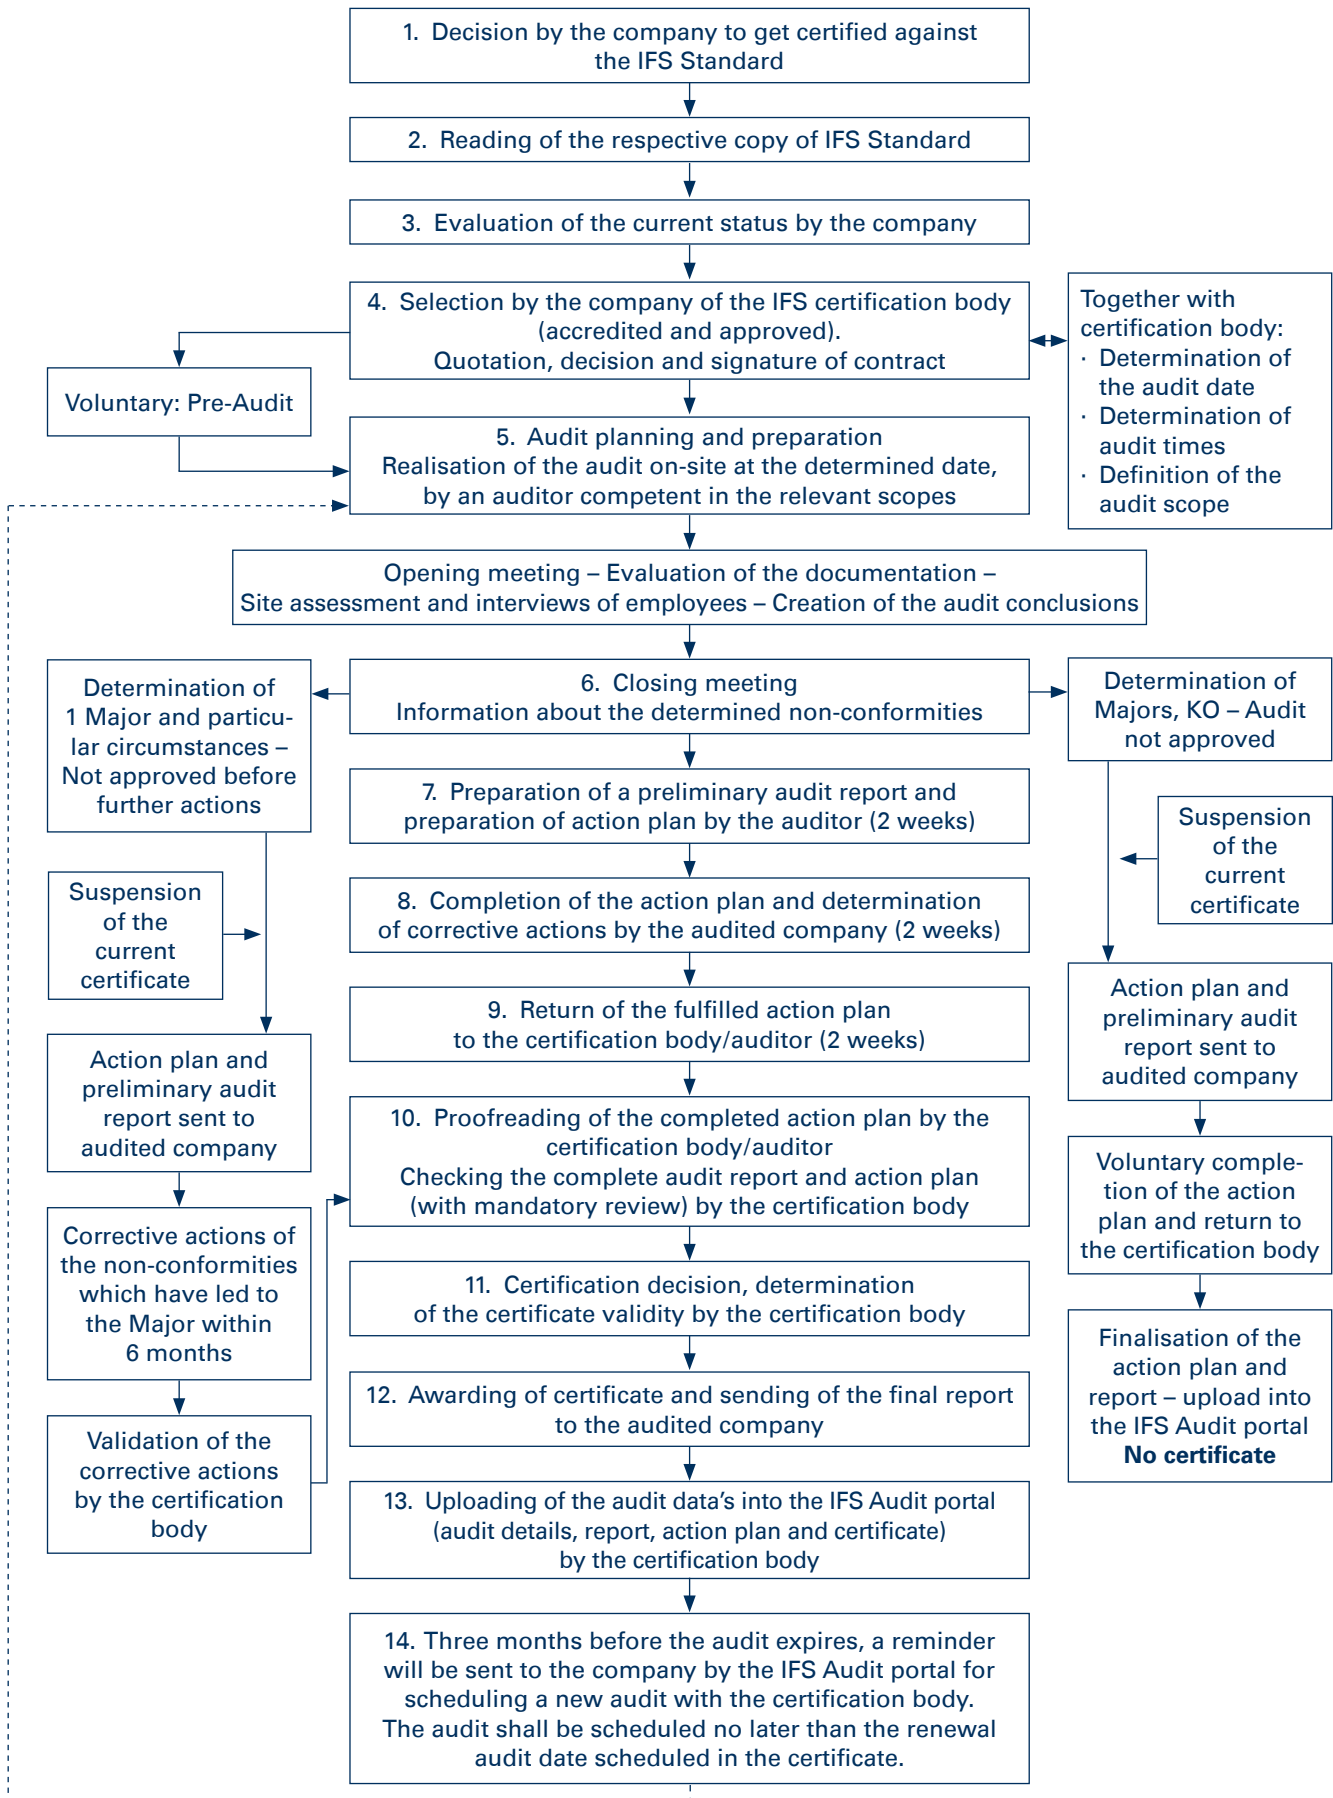 1. Decision by the company to get certified against
the IFS Standard
2. Reading of the respective copy of IFS Standard
3. Evaluation of the current status by the company
4. Selection by the company of the IFS certification body
(accredited and approved).
Quotation, decision and signature of contract
Together with
certification body:
· Determination of
the audit date
· Determination of
audit times
· Definition of the
audit scope
Voluntary: Pre-Audit
5. Audit planning and preparation
Realisation of the audit on-site at the determined date,
by an auditor competent in the relevant scopes
Opening meeting – Evaluation of the documentation –
Site assessment and interviews of employees – Creation of the audit conclusions
6. Closing meeting
Information about the determined non-conformities
Determination of
1 Major and particu-
lar circumstances –
Not approved before
further actions
Suspension
of the
current
certificate
Action plan and
preliminary audit
report sent to
audited company
Corrective actions of
the non-conformities
which have led to
the Major within
6 months
Validation of the
corrective actions
by the certification
body
7. Preparation of a preliminary audit report and
preparation of action plan by the auditor (2 weeks)
8. Completion of the action plan and determination
of corrective actions by the audited company (2 weeks)
9. Return of the fulfilled action plan
to the certification body/auditor (2 weeks)
10. Proofreading of the completed action plan by the
certification body/auditor
Checking the complete audit report and action plan
(with mandatory review) by the certification body
11. Certification decision, determination
of the certificate validity by the certification body
12. Awarding of certificate and sending of the final report
to the audited company
13. Uploading of the audit data's into the IFS Audit portal
(audit details, report, action plan and certificate)
by the certification body
14. Three months before the audit expires, a reminder
will be sent to the company by the IFS Audit portal for
scheduling a new audit with the certification body.
The audit shall be scheduled no later than the renewal
audit date scheduled in the certificate.
Determination of
Majors, KO – Audit
not approved
Suspension
of the
current
certificate
Action plan and
preliminary audit
report sent to
audited company
Voluntary comple-
tion of the action
plan and return to
the certification body
Finalisation of the
action plan and
report – upload into
the IFS Audit portal
No certificate